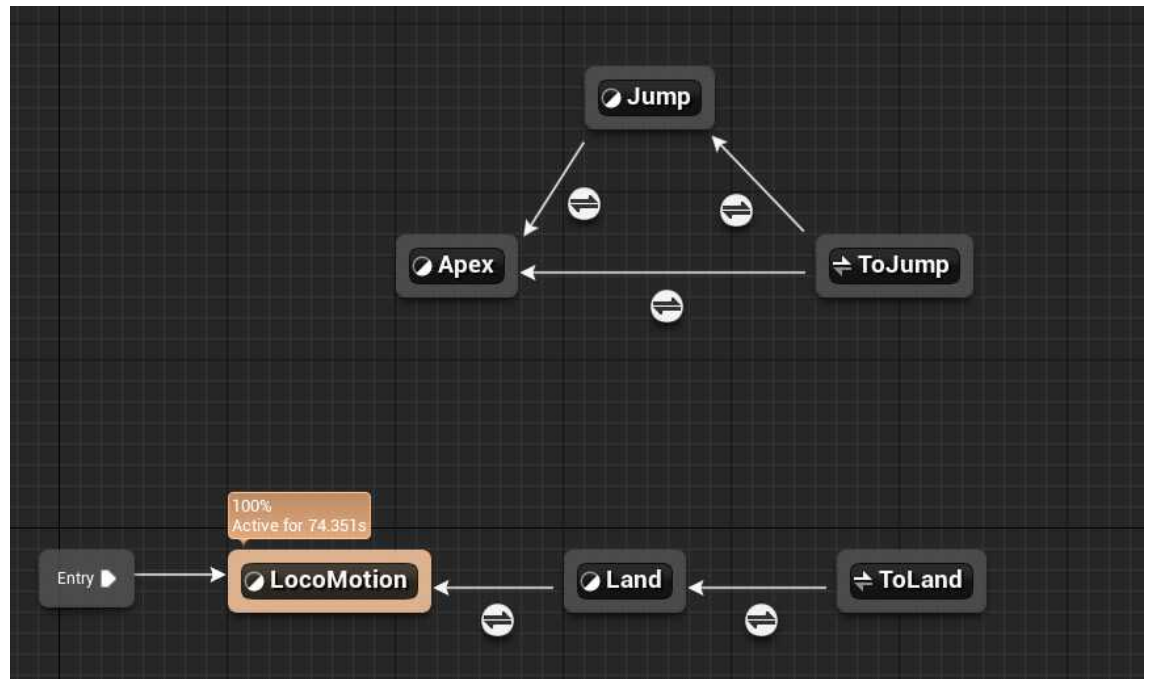 Jump
Apex
ToJump
100%
Active for 74.351s
Entry
LocoMotion
Land
ToLand